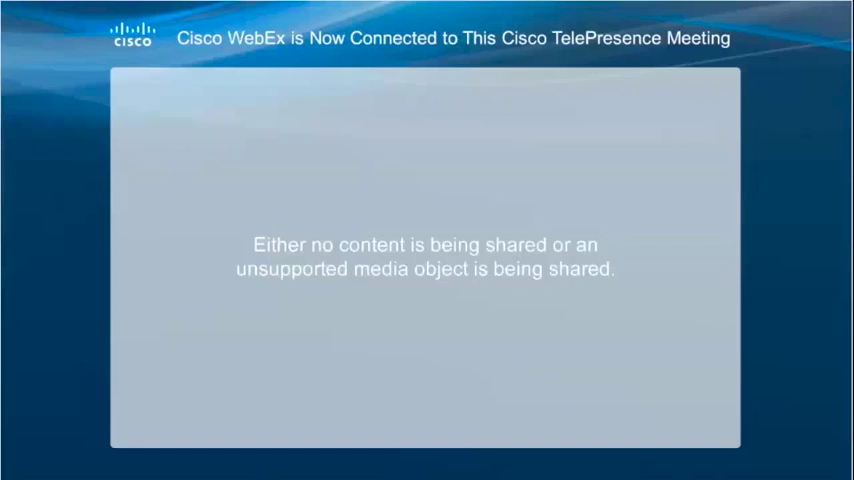 CISCO
Cisco WebEx is Now Connected to This Cisco TelePresence Meeting
Either no content is being shared or an
unsupported media object is being shared.